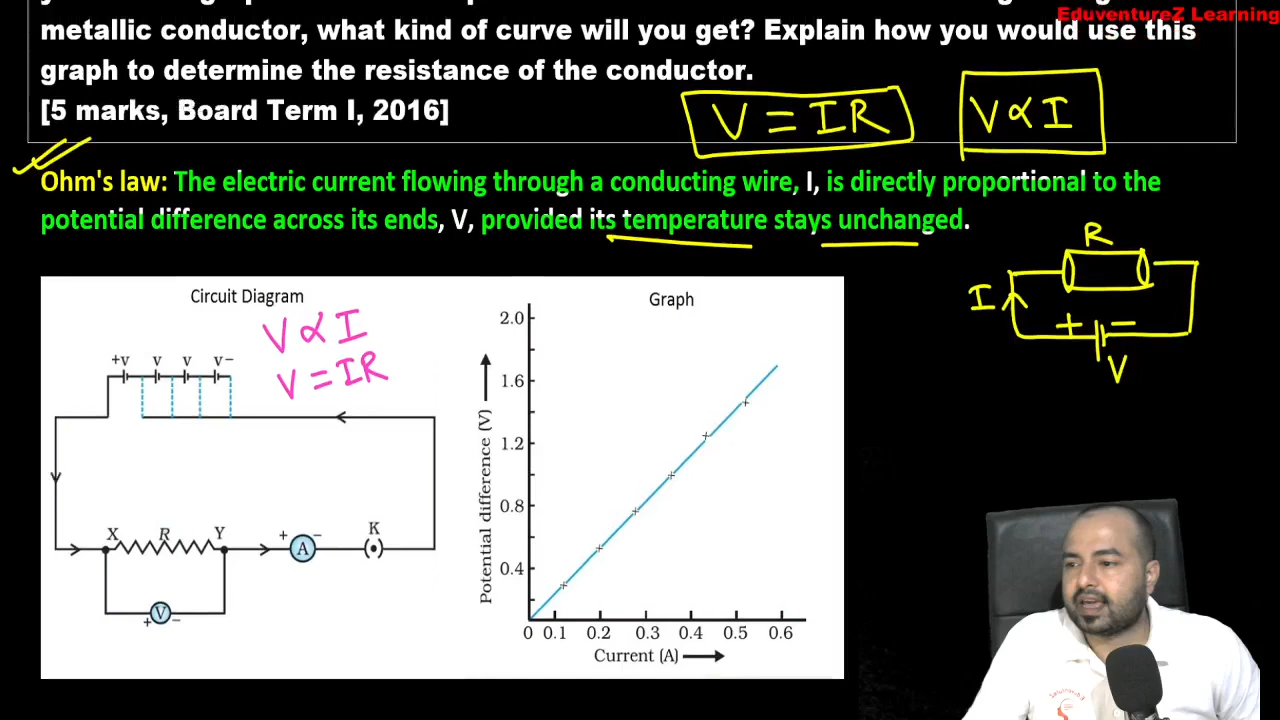 EduventureZ Learning
metallic conductor, what kind of curve will you get? Explain how you would use this
graph to determine the resistance of the conductor.
[5 marks, Board Term I, 2016]
V = IR
V ∝ I
Ohm's law: The electric current flowing through a conducting wire, I, is directly proportional to the
potential difference across its ends, V, provided its temperature stays unchanged.
R
I
+ −
V
Circuit Diagram
V ∝ I
V = IR
+v v v v−
X R Y
+ A −
K
+ V −
Graph
2.0
1.6
1.2
0.8
0.4
Potential difference (V)
0 0.1 0.2 0.3 0.4 0.5 0.6
Current (A)